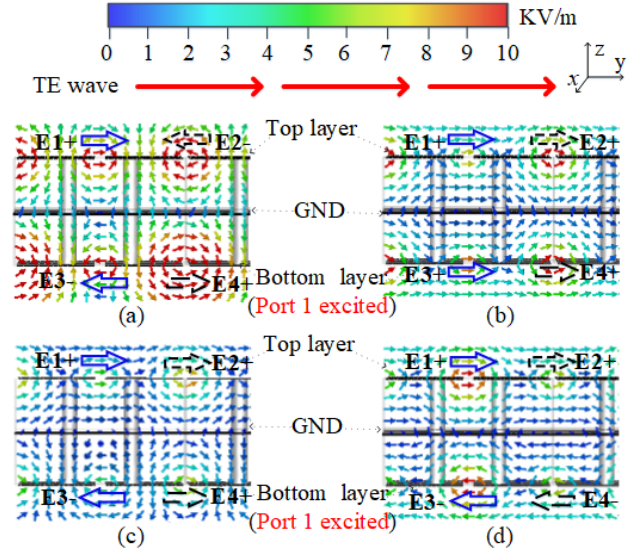 KV/m
0 1 2 3 4 5 6 7 8 9 10
TE wave
z
y
x
Top layer
E1+ E2-
E1+ E2+
GND
E3- E4+
E3+ E4+
Bottom layer
(Port 1 excited)
(a) (b)
Top layer
E1+ E2+
E1+ E2+
GND
E3- E4+
E3- E4-
Bottom layer
(Port 1 excited)
(c) (d)